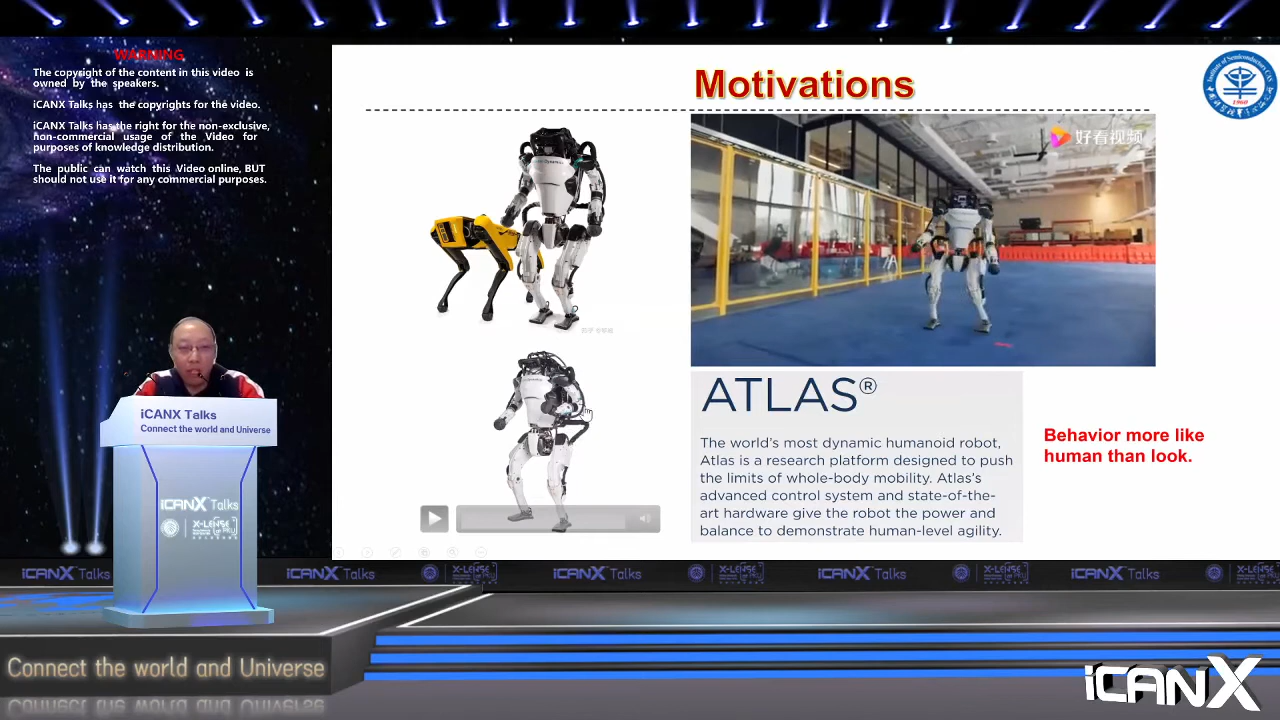 WARNING
The copyright of the content in this video is
owned by the speakers.
iCANX Talks has the copyrights for the video.
iCANX Talks has the right for the non-exclusive,
non-commercial usage of the Video for
purposes of knowledge distribution.
The public can watch this Video online, BUT
should not use it for any commercial purposes.
Motivations
Institute of Semiconductors CAS
1960
好看视频
ATLAS®
The world's most dynamic humanoid robot,
Atlas is a research platform designed to push
the limits of whole-body mobility. Atlas's
advanced control system and state-of-the-
art hardware give the robot the power and
balance to demonstrate human-level agility.
Behavior more like
human than look.
iCANX Talks
Connect the world and Universe
iCANX Talks
X-LENSE
iCANX Talks
iCANX Talks
iCANX Talks
iCANX Talks
iCANX Talks
Connect the world and Universe
iCANX